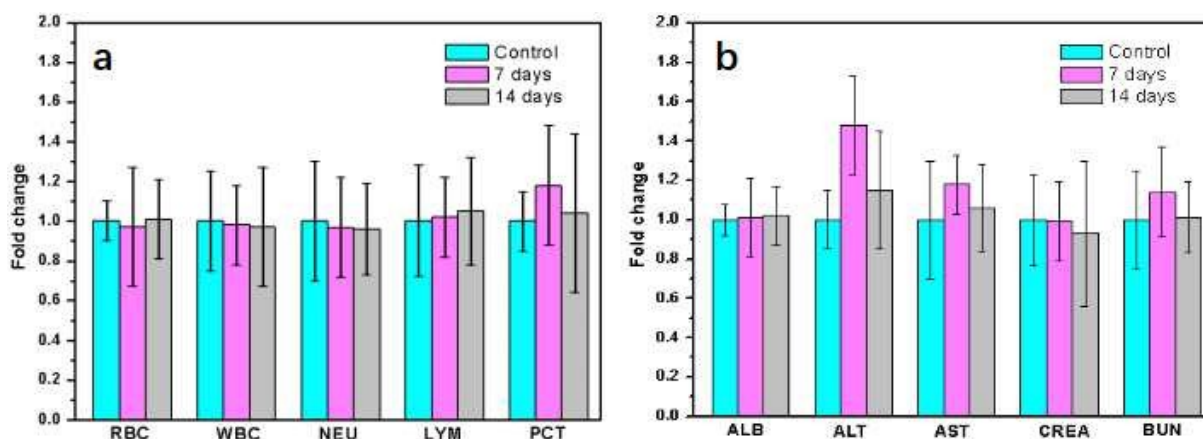 a
Control
7 days
14 days
Fold change
2.0
1.8
1.6
1.4
1.2
1.0
0.8
0.6
0.4
0.2
0.0
RBC WBC NEU LYM PCT
b
Control
7 days
14 days
Fold change
2.0
1.8
1.6
1.4
1.2
1.0
0.8
0.6
0.4
0.2
0.0
ALB ALT AST CREA BUN